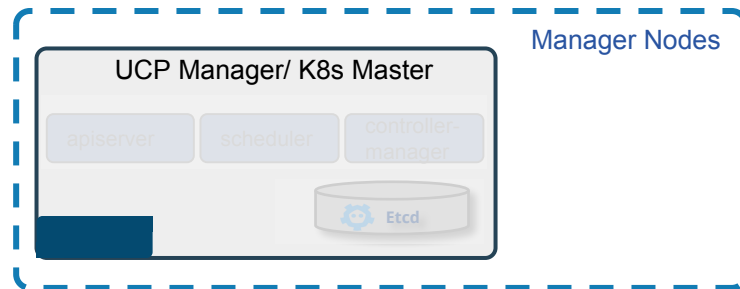 Manager Nodes
UCP Manager/ K8s Master
apiserver
scheduler
controller-
manager
Etcd